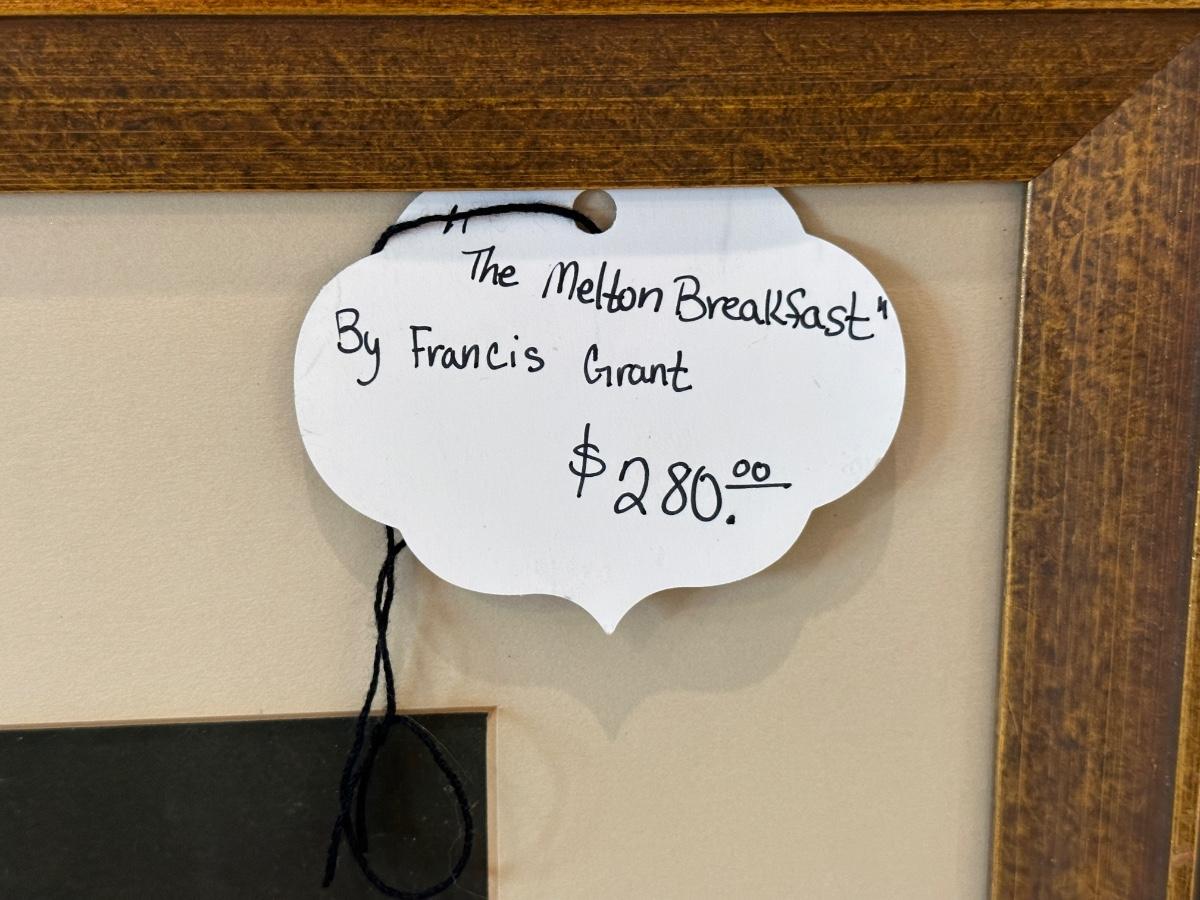 "The Melton Breakfast"
By Francis Grant
$280.00